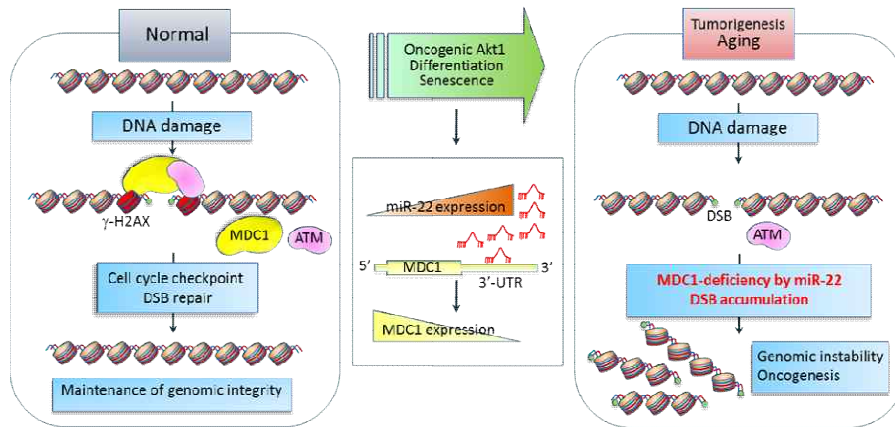 Normal
DNA damage
γ-H2AX
MDC1
ATM
Cell cycle checkpoint
DSB repair
Maintenance of genomic integrity
Oncogenic Akt1
Differentiation
Senescence
miR-22 expression
5’
MDC1
3’
3’-UTR
MDC1 expression
Tumorigenesis
Aging
DNA damage
DSB
ATM
MDC1-deficiency by miR-22
DSB accumulation
Genomic instability
Oncogenesis